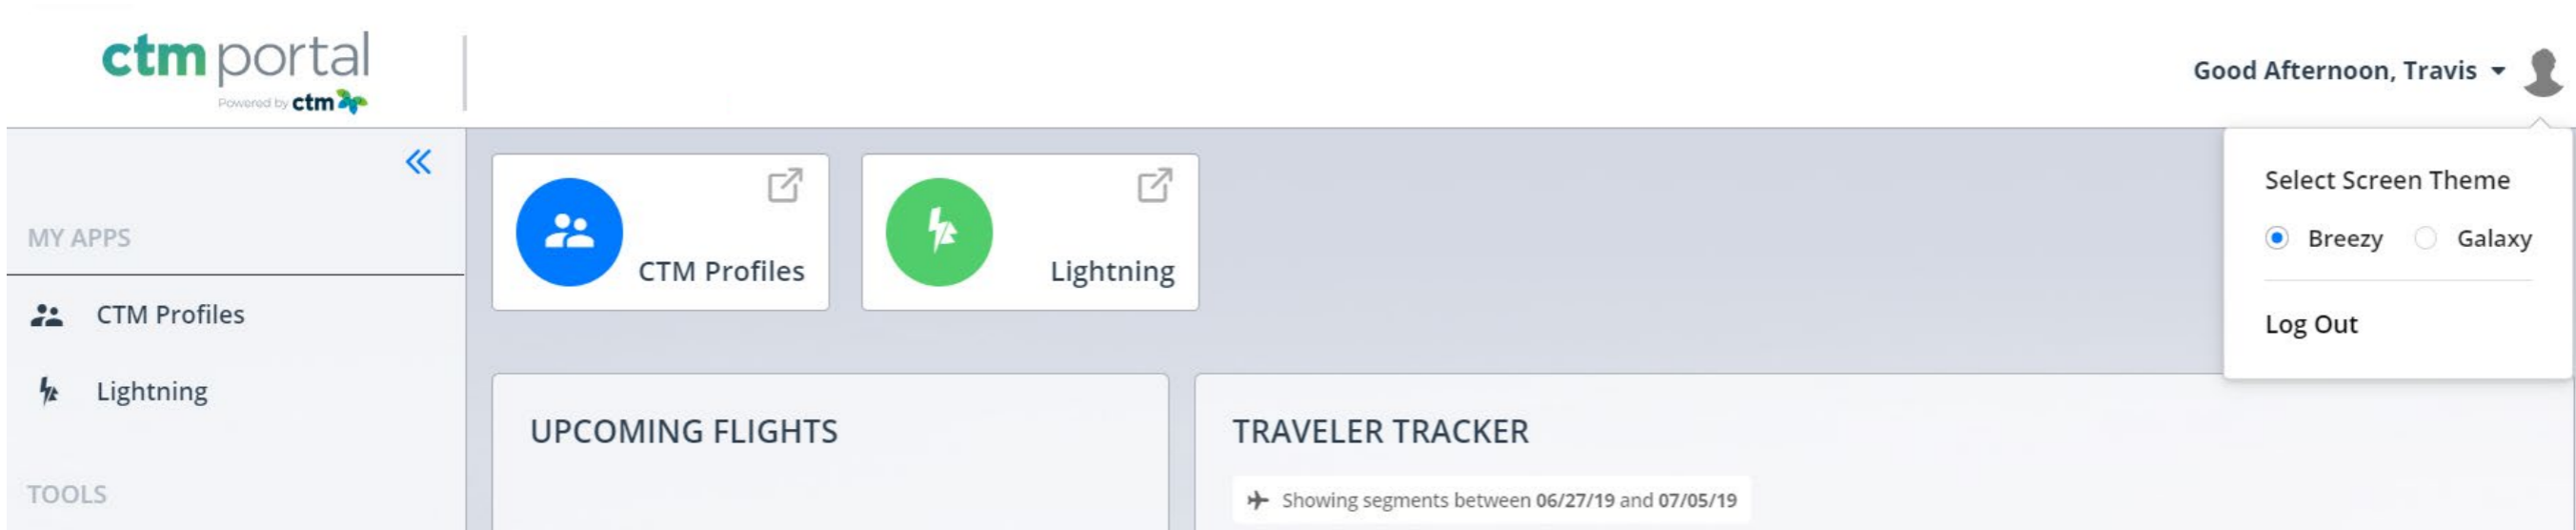 ctm portal
Powered by ctm
Good Afternoon, Travis
MY APPS
CTM Profiles
Lightning
TOOLS
CTM Profiles
Lightning
UPCOMING FLIGHTS
TRAVELER TRACKER
Showing segments between 06/27/19 and 07/05/19
Select Screen Theme
Breezy Galaxy
Log Out